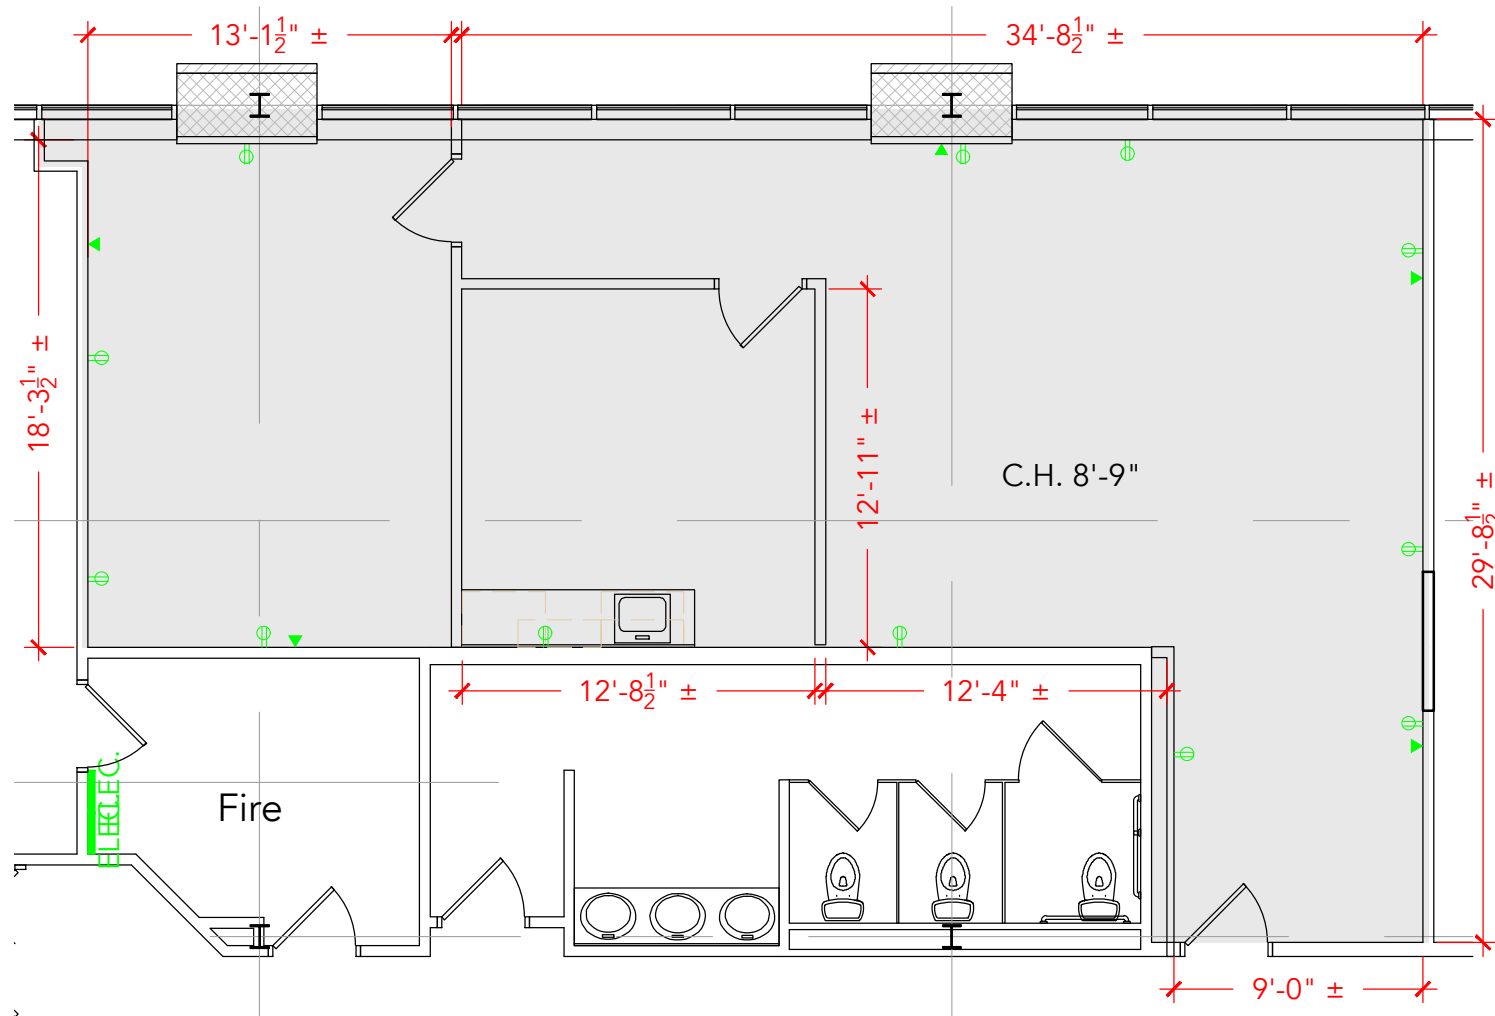 13'-1½" ±
34'-8½" ±
18'-3½" ±
12'-11" ±
C.H. 8'-9"
29'-8½" ±
12'-8½" ±
12'-4" ±
ELEC.
Fire
9'-0" ±